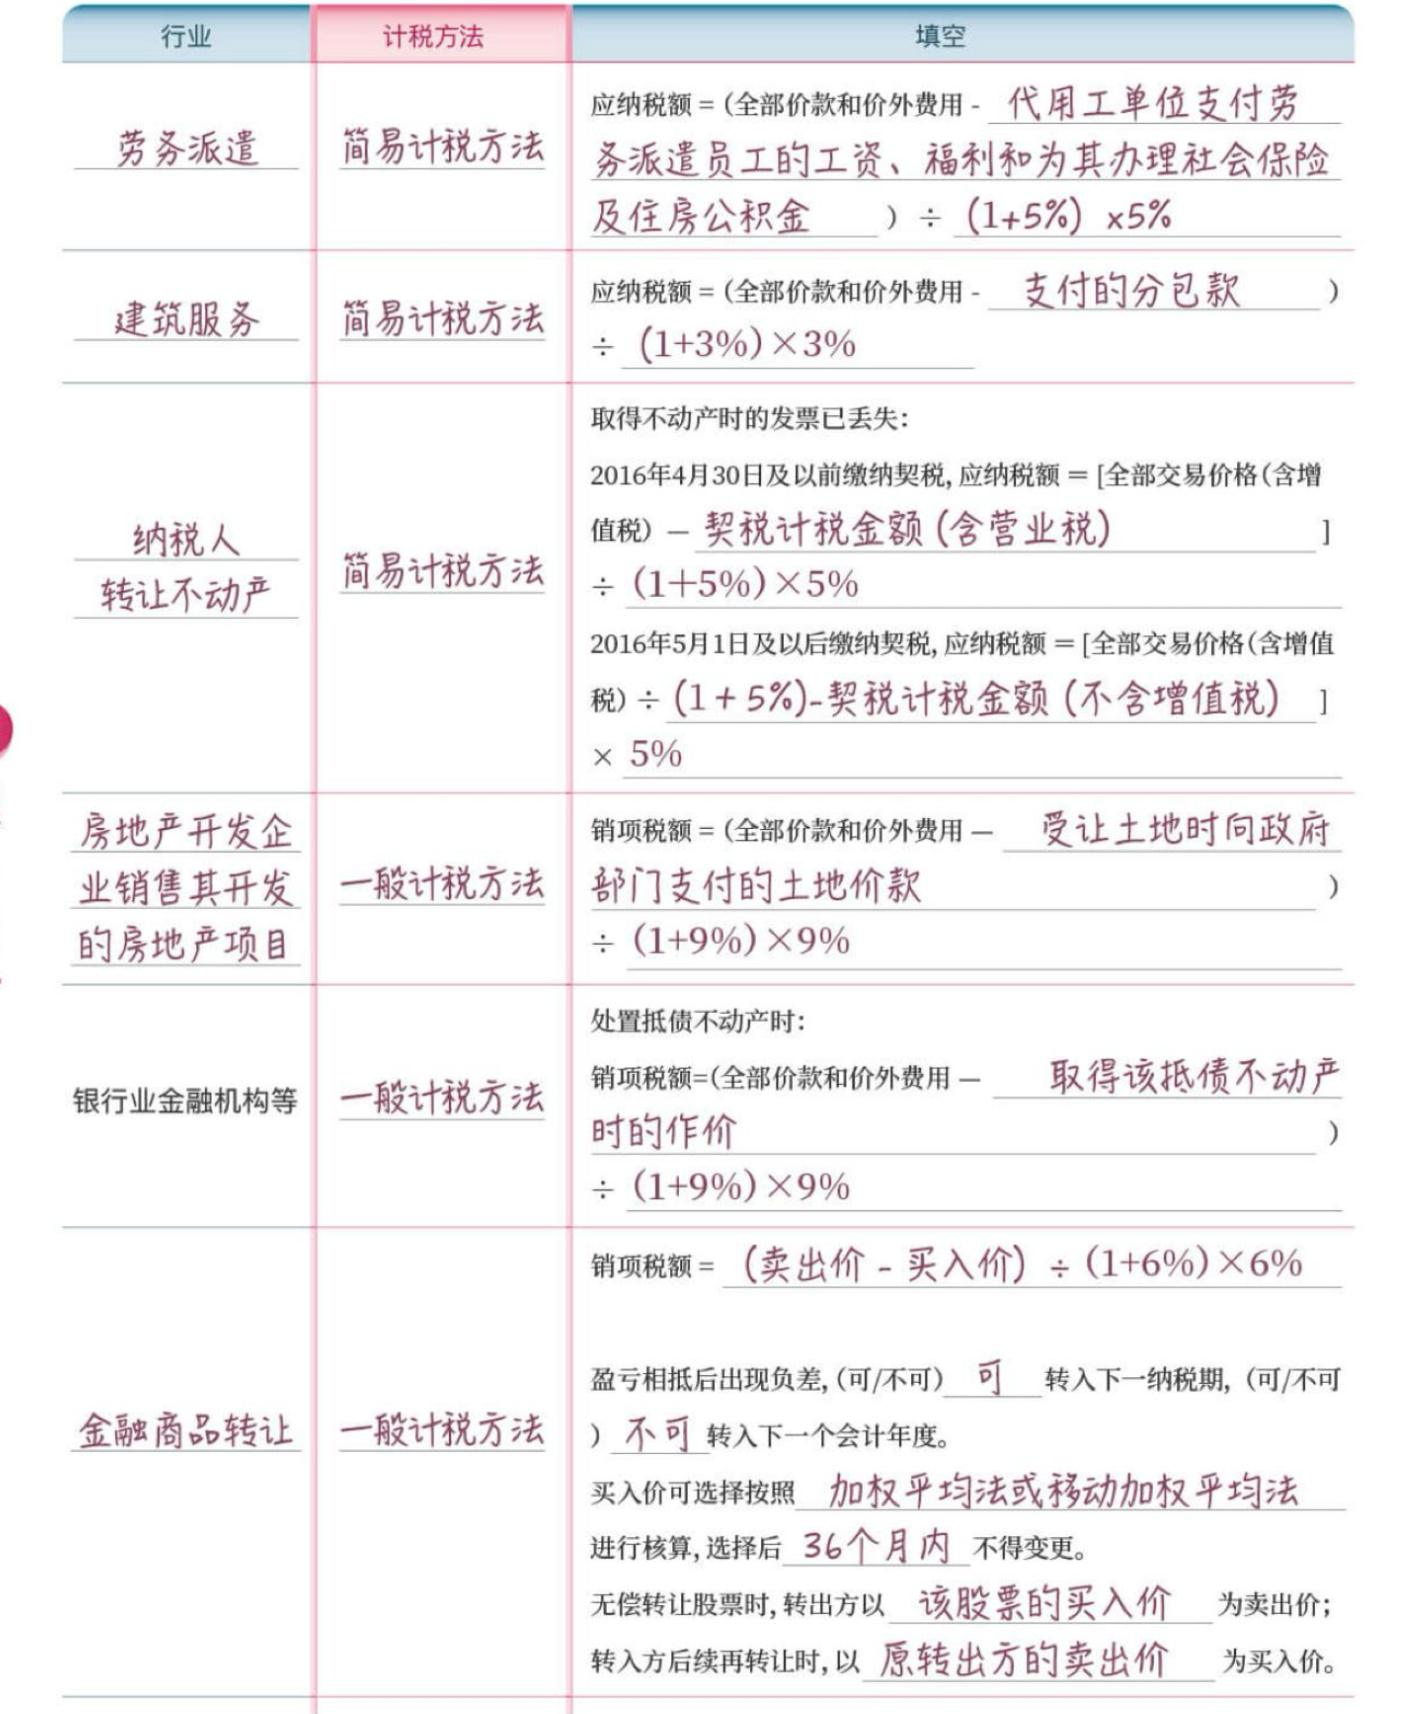 行业 计税方法 填空
劳务派遣 简易计税方法
应纳税额 = (全部价款和价外费用 - 代用工单位支付劳
务派遣员工的工资、福利和为其办理社会保险
及住房公积金 ) ÷ (1+5%) ×5%
建筑服务 简易计税方法
应纳税额 = (全部价款和价外费用 - 支付的分包款 )
÷ (1+3%)×3%
纳税人
转让不动产
简易计税方法
取得不动产时的发票已丢失:
2016年4月30日及以前缴纳契税, 应纳税额 = [全部交易价格(含增
值税) — 契税计税金额 (含营业税) ]
÷ (1+5%)×5%
2016年5月1日及以后缴纳契税, 应纳税额 = [全部交易价格(含增值
税) ÷ (1+5%)-契税计税金额 (不含增值税) ]
× 5%
房地产开发企
业销售其开发
的房地产项目
一般计税方法
销项税额 = (全部价款和价外费用 — 受让土地时向政府
部门支付的土地价款 )
÷ (1+9%)×9%
银行业金融机构等 一般计税方法
处置抵债不动产时:
销项税额=(全部价款和价外费用 — 取得该抵债不动产
时的作价 )
÷ (1+9%)×9%
金融商品转让 一般计税方法
销项税额 = (卖出价 - 买入价) ÷ (1+6%)×6%
盈亏相抵后出现负差, (可/不可) 可 转入下一纳税期, (可/不可
) 不可 转入下一个会计年度。
买入价可选择按照 加权平均法或移动加权平均法
进行核算, 选择后 36个月内 不得变更。
无偿转让股票时, 转出方以 该股票的买入价 为卖出价;
转入方后续再转让时, 以 原转出方的卖出价 为买入价。